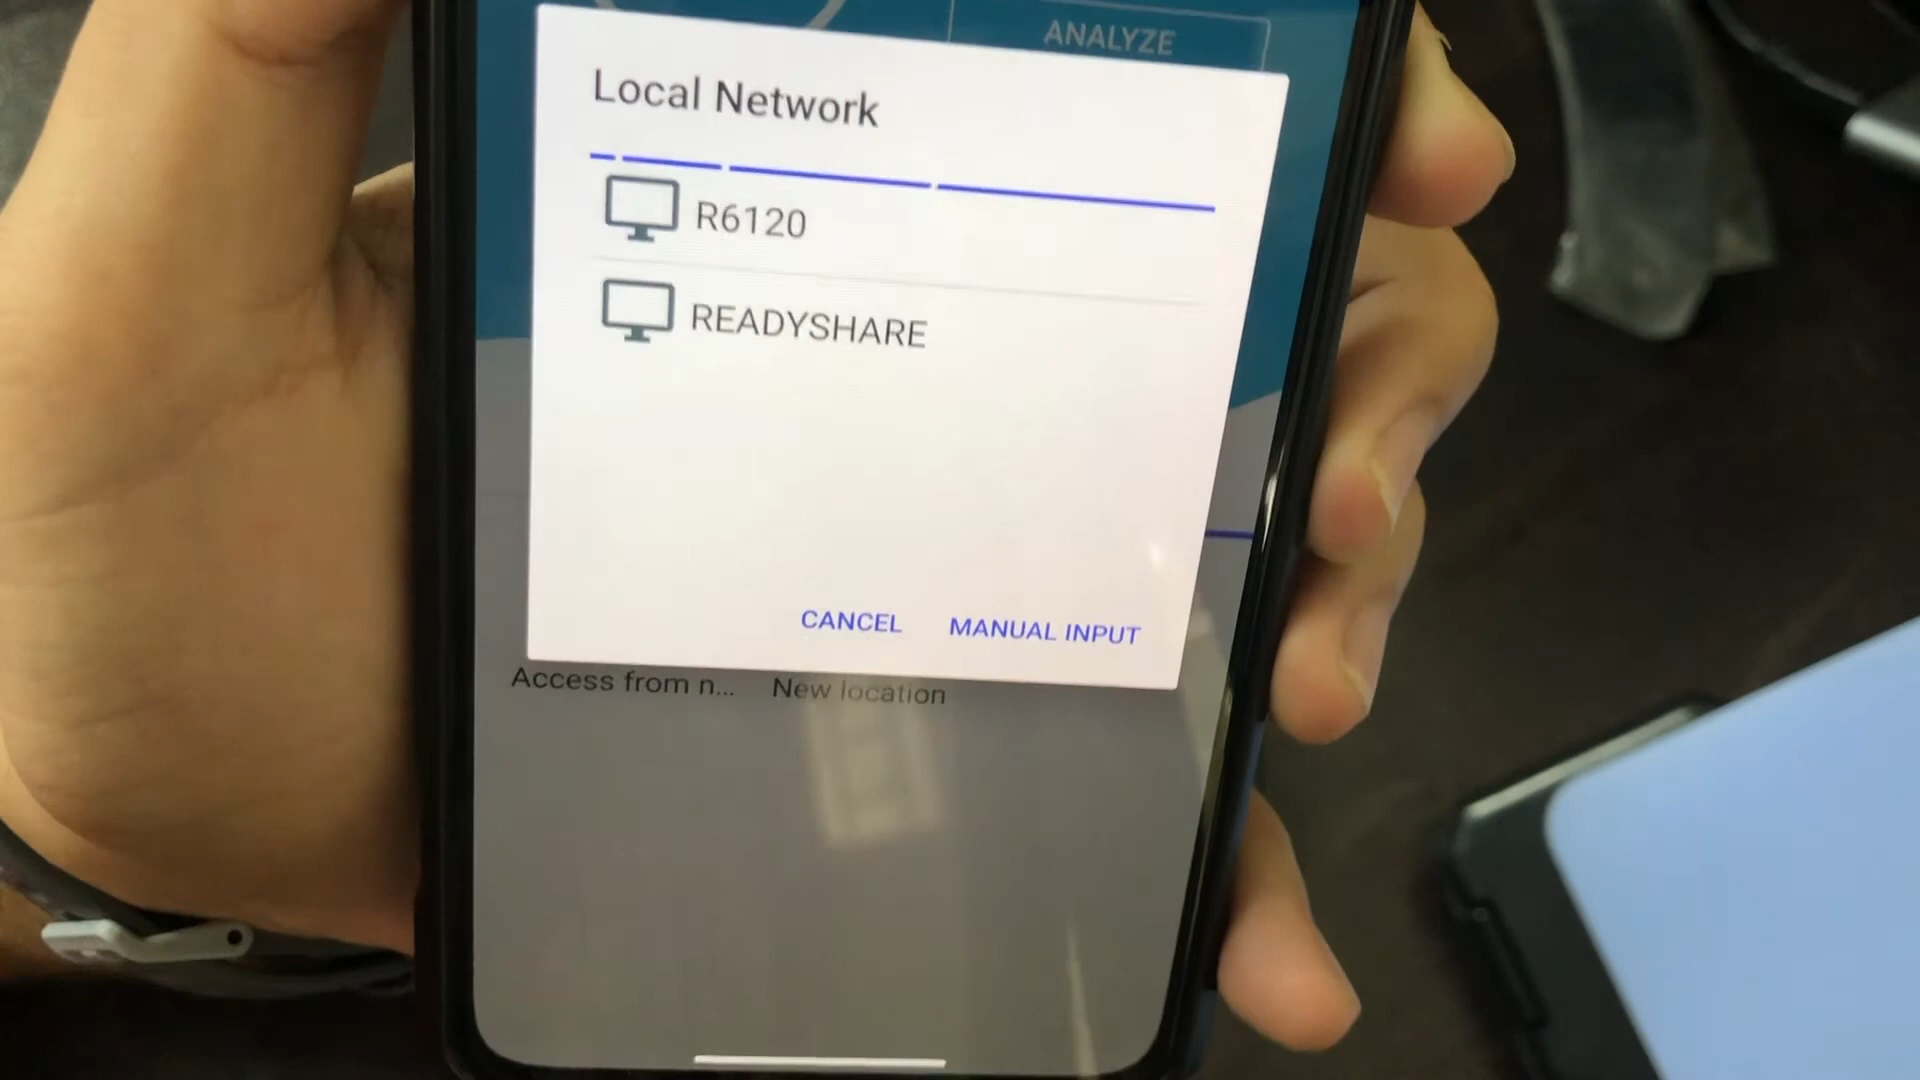 ANALYZE
Local Network
R6120
READYSHARE
CANCEL MANUAL INPUT
Access from n... New location